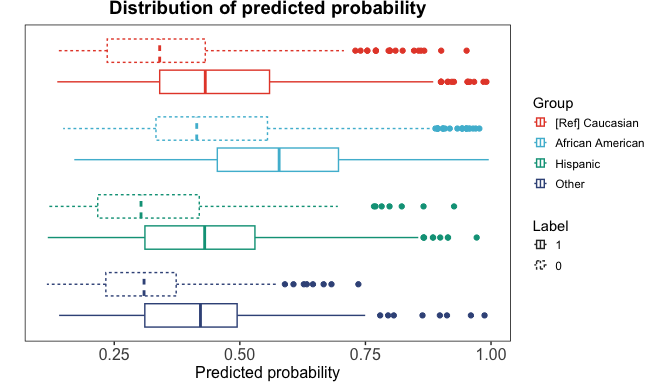 Distribution of predicted probability
Group
[Ref] Caucasian
African American
Hispanic
Other
Label
1
0
0.25 0.50 0.75 1.00
Predicted probability